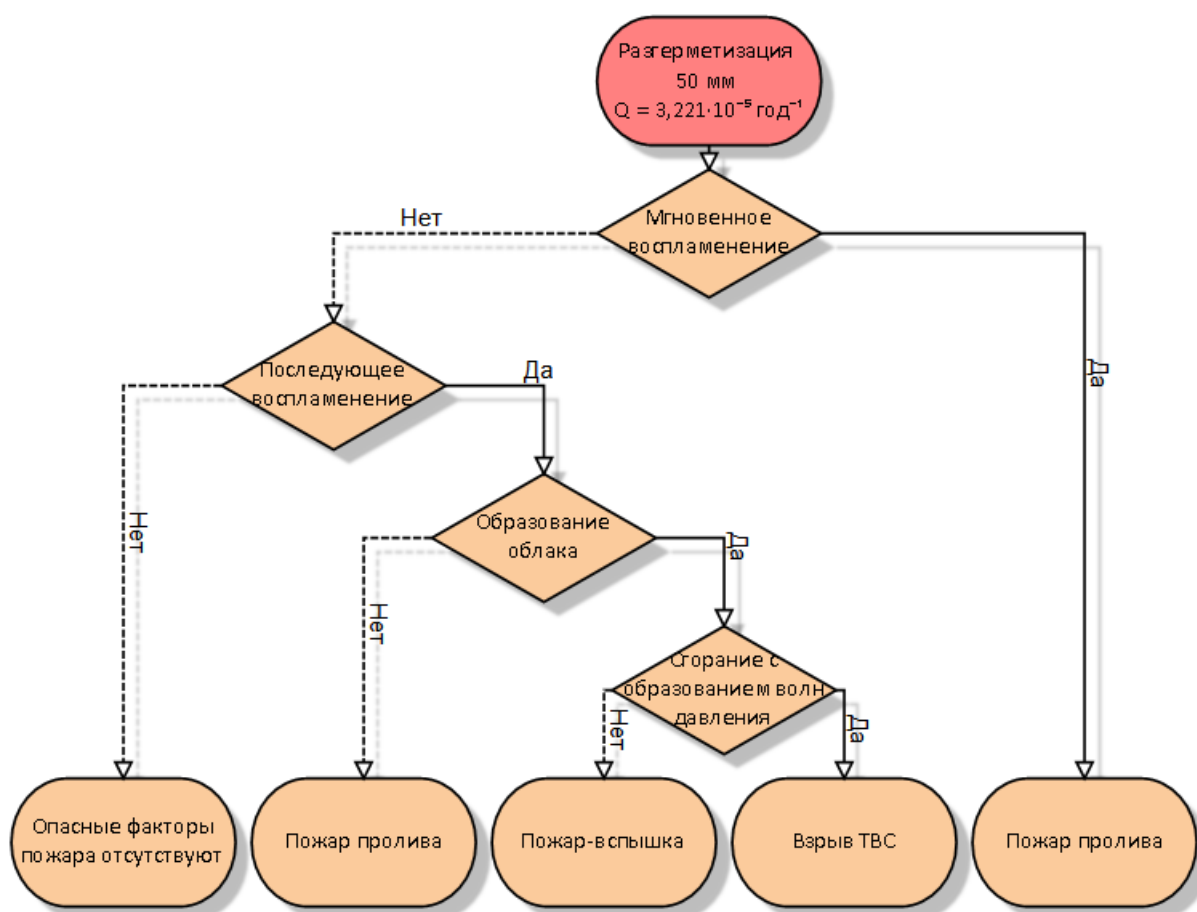 Разгерметизация
50 мм
Q = 3,221·10⁻⁵ год⁻¹
Мгновенное
воспламенение
Нет
Да
Последующее
воспламенение
Да
Нет
Образование
облака
Да
Нет
Сгорание с
образованием волн
давления
Нет
Да
Опасные факторы
пожара отсутствуют
Пожар пролива
Пожар-вспышка
Взрыв ТВС
Пожар пролива